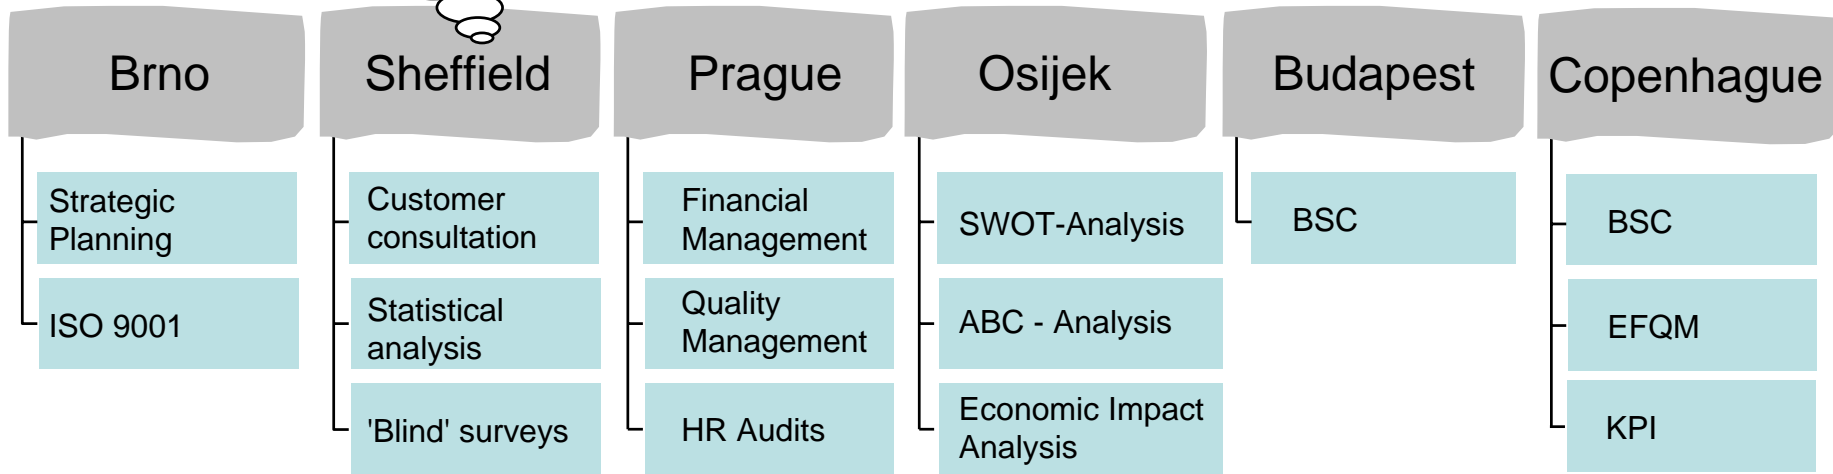 Brno
Strategic
Planning
ISO 9001
Sheffield
Customer
consultation
Statistical
analysis
'Blind' surveys
Prague
Financial
Management
Quality
Management
HR Audits
Osijek
SWOT-Analysis
ABC - Analysis
Economic Impact
Analysis
Budapest
BSC
Copenhague
BSC
EFQM
KPI